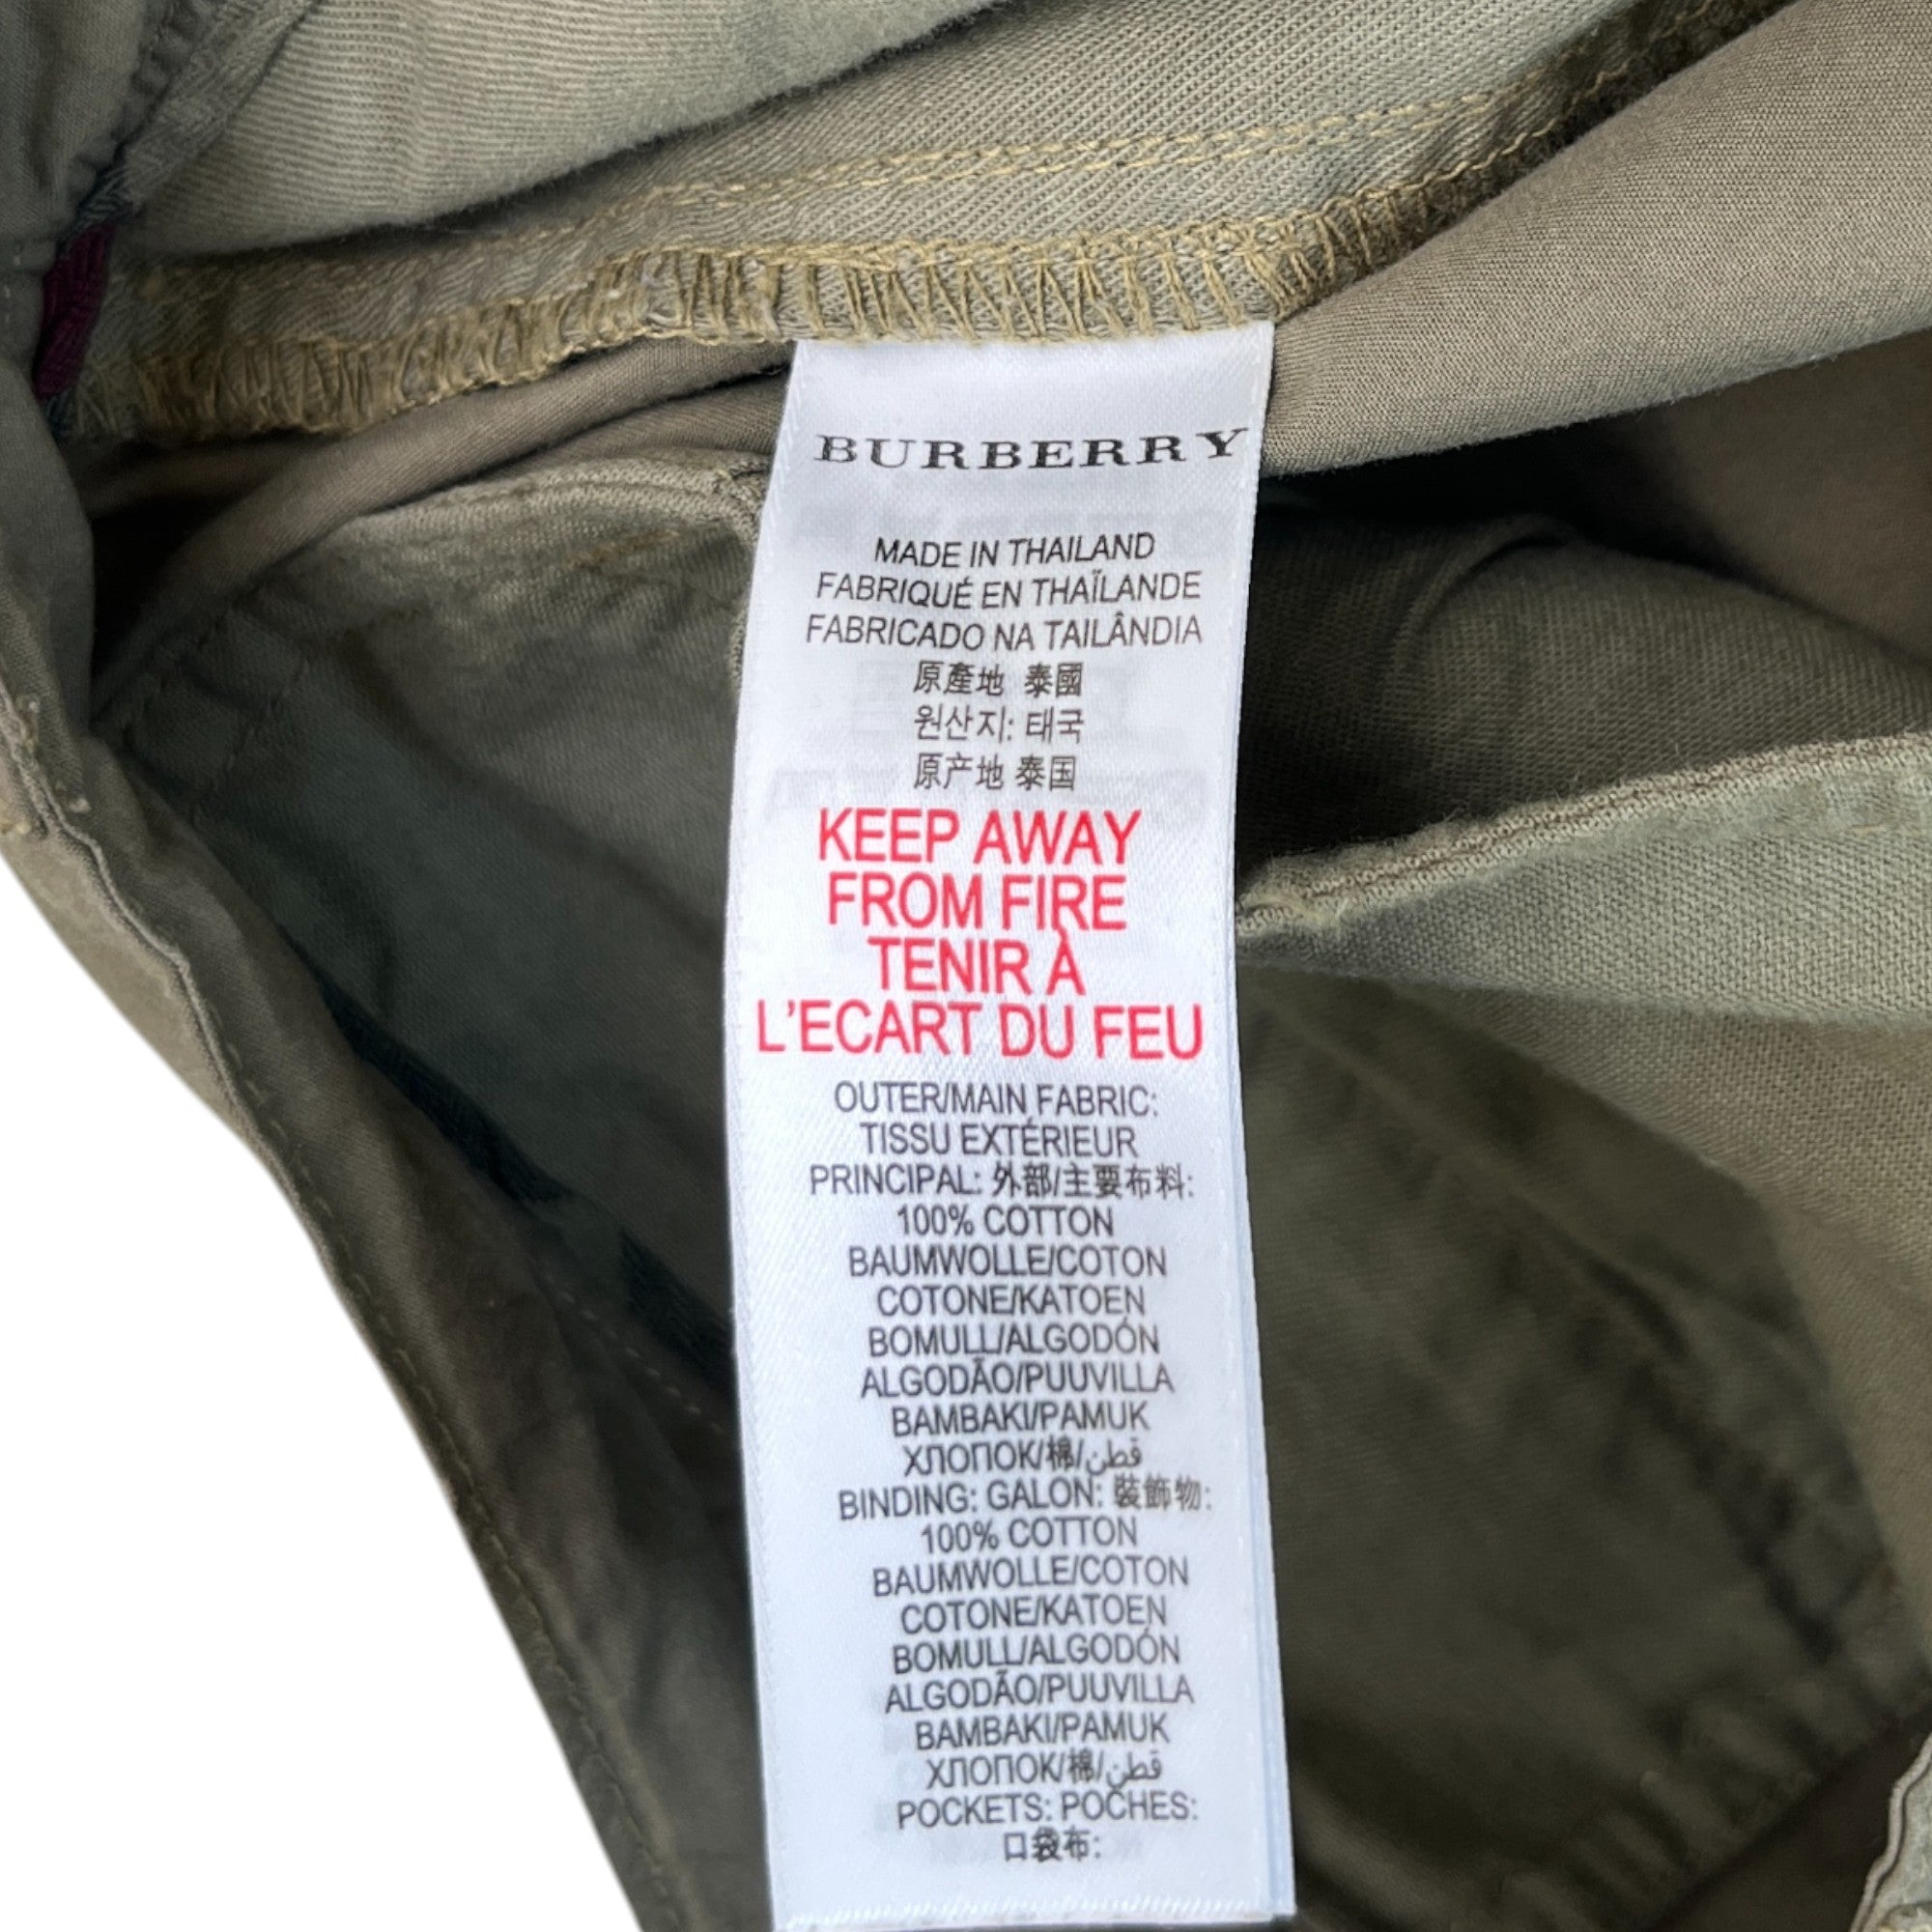 BURBERRY
MADE IN THAILAND
FABRIQUÉ EN THAÏLANDE
FABRICADO NA TAILÂNDIA
原產地 泰國
원산지: 태국
原产地 泰国
KEEP AWAY
FROM FIRE
TENIR À
L'ECART DU FEU
OUTER/MAIN FABRIC:
TISSU EXTÉRIEUR
PRINCIPAL: 外部/主要布料:
100% COTTON
BAUMWOLLE/COTON
COTONE/KATOEN
BOMULL/ALGODÓN
ALGODÃO/PUUVILLA
BAMBAKI/PAMUK
ХЛОПОК/棉/قطن
BINDING: GALON: 裝飾物:
100% COTTON
BAUMWOLLE/COTON
COTONE/KATOEN
BOMULL/ALGODÓN
ALGODÃO/PUUVILLA
BAMBAKI/PAMUK
ХЛОПОК/棉/قطن
POCKETS: POCHES:
口袋布: